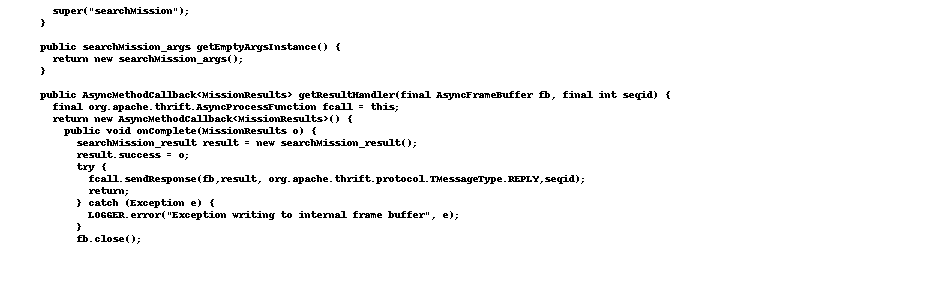 super("searchMission");
}
public searchMission_args getEmptyArgsInstance() {
return new searchMission_args();
}
public AsyncMethodCallback<MissionResults> getResultHandler(final AsyncFrameBuffer fb, final int seqid) {
final org.apache.thrift.AsyncProcessFunction fcall = this;
return new AsyncMethodCallback<MissionResults>() {
public void onComplete(MissionResults o) {
searchMission_result result = new searchMission_result();
result.success = o;
try {
fcall.sendResponse(fb,result, org.apache.thrift.protocol.TMessageType.REPLY,seqid);
return;
} catch (Exception e) {
LOGGER.error("Exception writing to internal frame buffer", e);
}
fb.close();